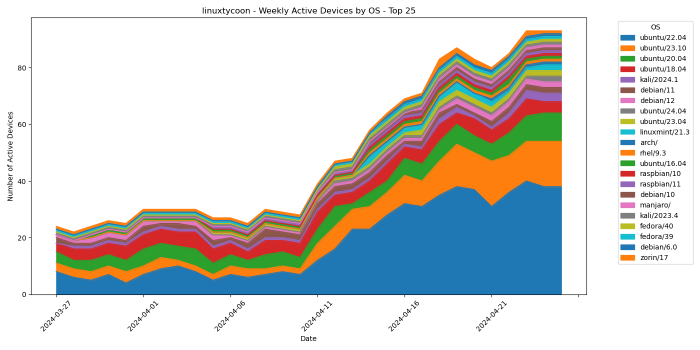 linuxtycoon - Weekly Active Devices by OS - Top 25
Number of Active Devices
80
60
40
20
0
2024-03-27
2024-04-01
2024-04-06
2024-04-11
2024-04-16
2024-04-21
Date
OS
ubuntu/22.04
ubuntu/23.10
ubuntu/20.04
ubuntu/18.04
kali/2024.1
debian/11
debian/12
ubuntu/24.04
ubuntu/23.04
linuxmint/21.3
arch/
rhel/9.3
ubuntu/16.04
raspbian/10
raspbian/11
debian/10
manjaro/
kali/2023.4
fedora/40
fedora/39
debian/6.0
zorin/17